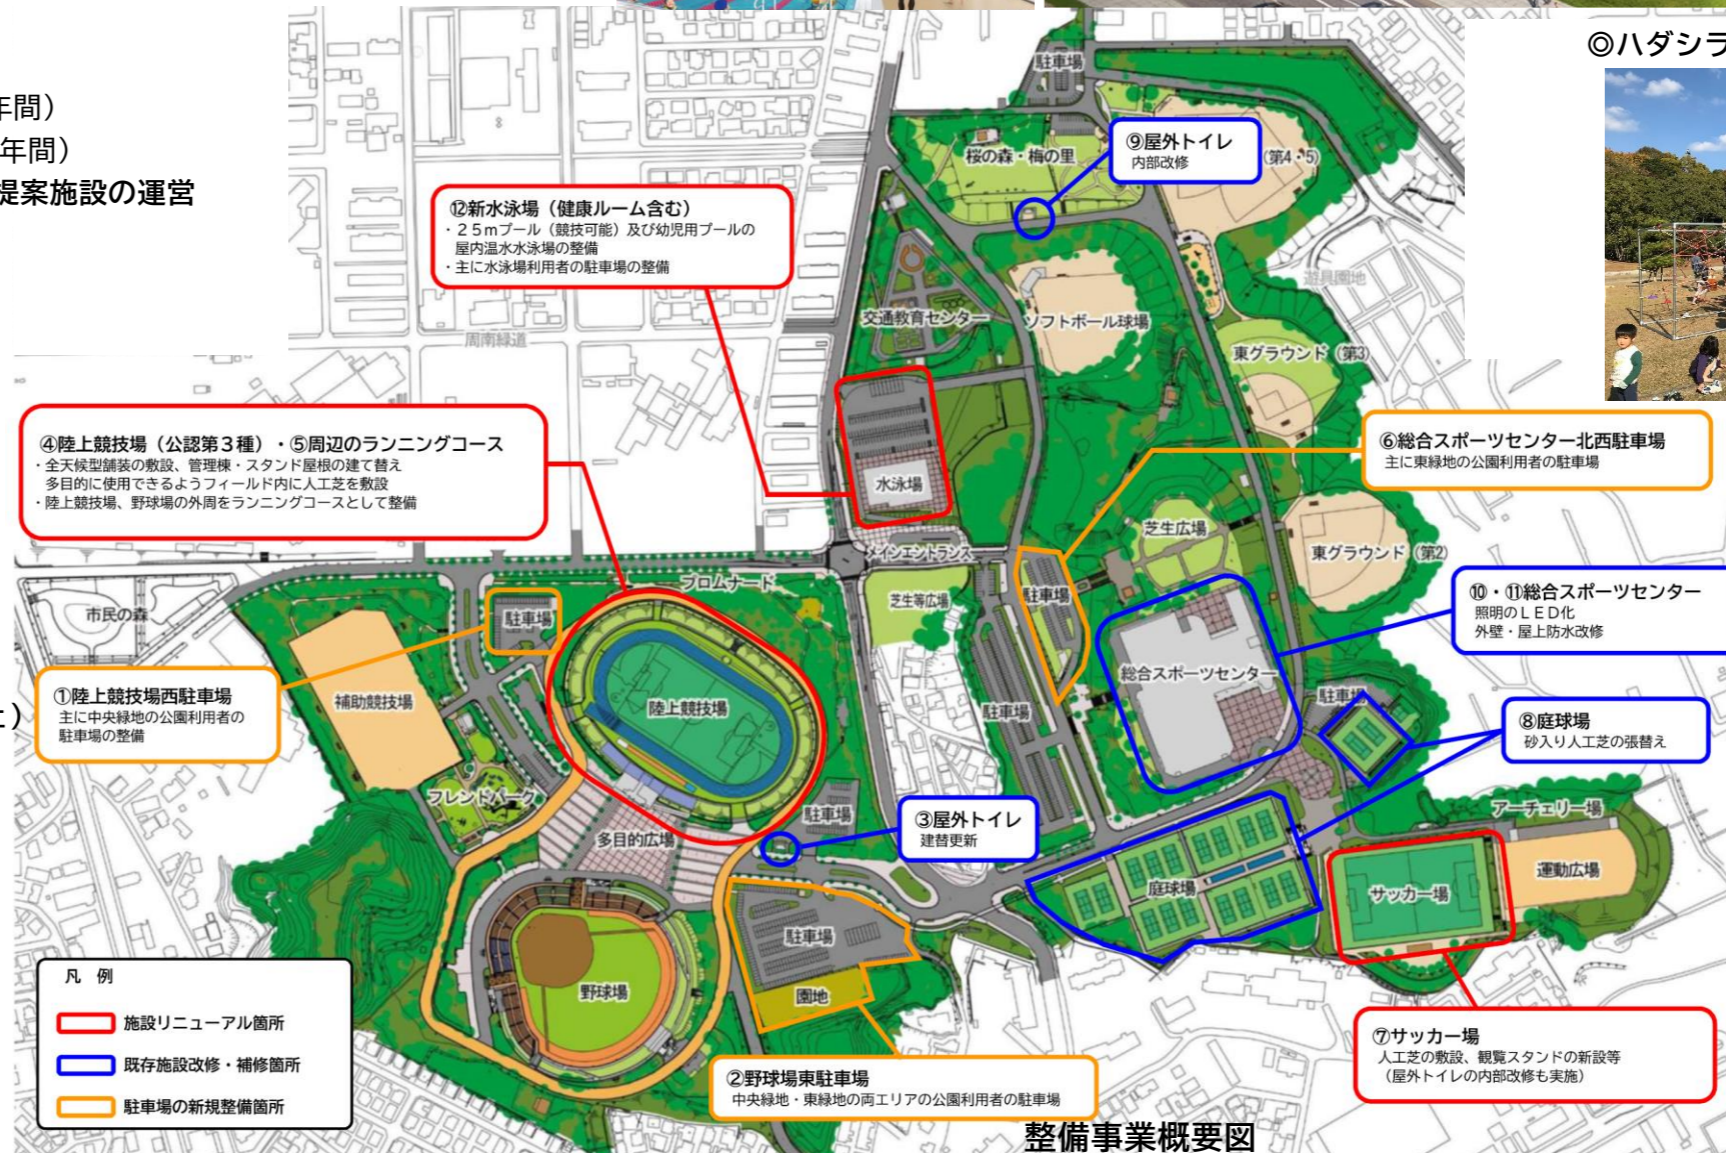 年間）
年間）
提案施設の運営
◎ハダシラ
⑫新水泳場（健康ルーム含む）
・２５ｍプール（競技可能）及び幼児用プールの
屋内温水水泳場の整備
・主に水泳場利用者の駐車場の整備
⑨屋外トイレ
内部改修
駐車場
桜の森・梅の里
（第4・5）
遊具園地
交通教育センター
ソフトボール球場
東グラウンド（第3）
周南緑道
④陸上競技場（公認第３種）・⑤周辺のランニングコース
・全天候型舗装の敷設、管理棟・スタンド屋根の建て替え
多目的に使用できるようフィールド内に人工芝を敷設
・陸上競技場、野球場の外周をランニングコースとして整備
⑥総合スポーツセンター北西駐車場
主に東緑地の公園利用者の駐車場
水泳場
芝生広場
東グラウンド（第2）
メインエントランス
プロムナード
市民の森
駐車場
芝生等広場
駐車場
⑩・⑪総合スポーツセンター
照明のＬＥＤ化
外壁・屋上防水改修
総合スポーツセンター
①陸上競技場西駐車場
主に中央緑地の公園利用者の
駐車場の整備
補助競技場
陸上競技場
駐車場
駐車場
⑧庭球場
砂入り人工芝の張替え
フレンドパーク
駐車場
多目的広場
③屋外トイレ
建替更新
アーチェリー場
庭球場
サッカー場
運動広場
駐車場
野球場
園地
凡 例
施設リニューアル箇所
既存施設改修・補修箇所
駐車場の新規整備箇所
②野球場東駐車場
中央緑地・東緑地の両エリアの公園利用者の駐車場
⑦サッカー場
人工芝の敷設、観覧スタンドの新設等
（屋外トイレの内部改修も実施）
整備事業概要図